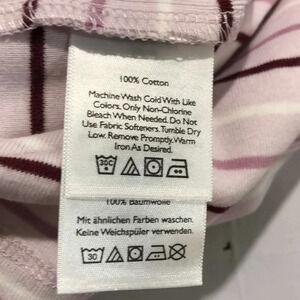 100% Cotton
Machine Wash Cold With Like
Colors. Only Non-Chlorine
Bleach When Needed. Do Not
Use Fabric Softeners. Tumble Dry
Low. Remove Promptly. Warm
Iron As Desired.
30C
100% Baumwolle
Mit ähnlichen Farben waschen.
Keine Weichspüler verwenden.
30